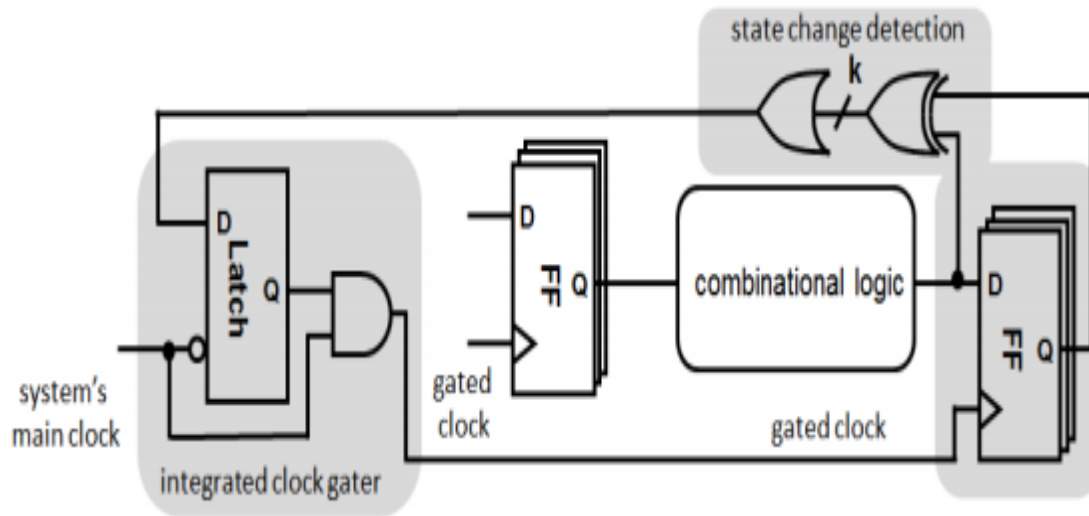 state change detection
k
D
Latch
Q
D
FF
Q
combinational logic
D
FF
Q
system's
main clock
gated
clock
gated clock
integrated clock gater